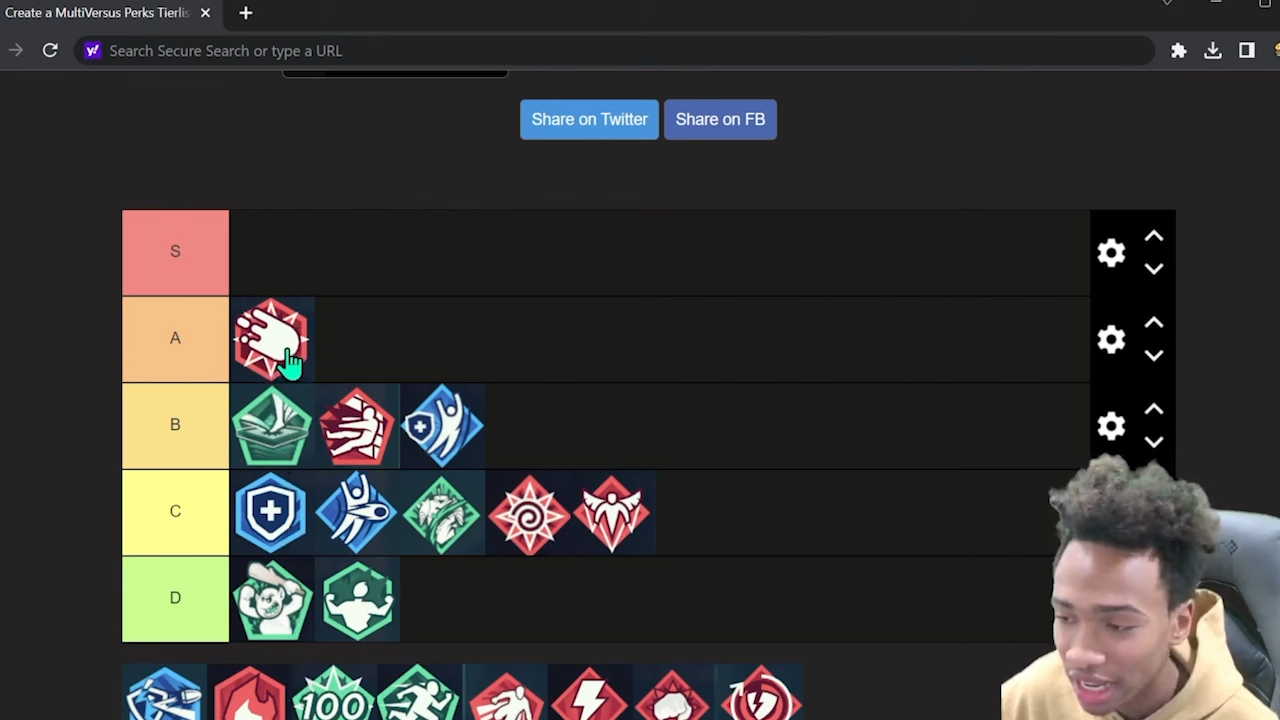 Create a MultiVersus Perks Tierlis
y!
Search Secure Search or type a URL
Share on Twitter
Share on FB
S
A
B
C
D
100